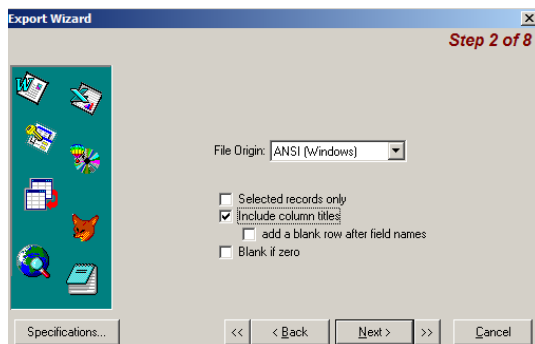 Export Wizard
Step 2 of 8
File Origin: ANSI (Windows)
Selected records only
Include column titles
add a blank row after field names
Blank if zero
Specifications... << < Back Next > >> Cancel